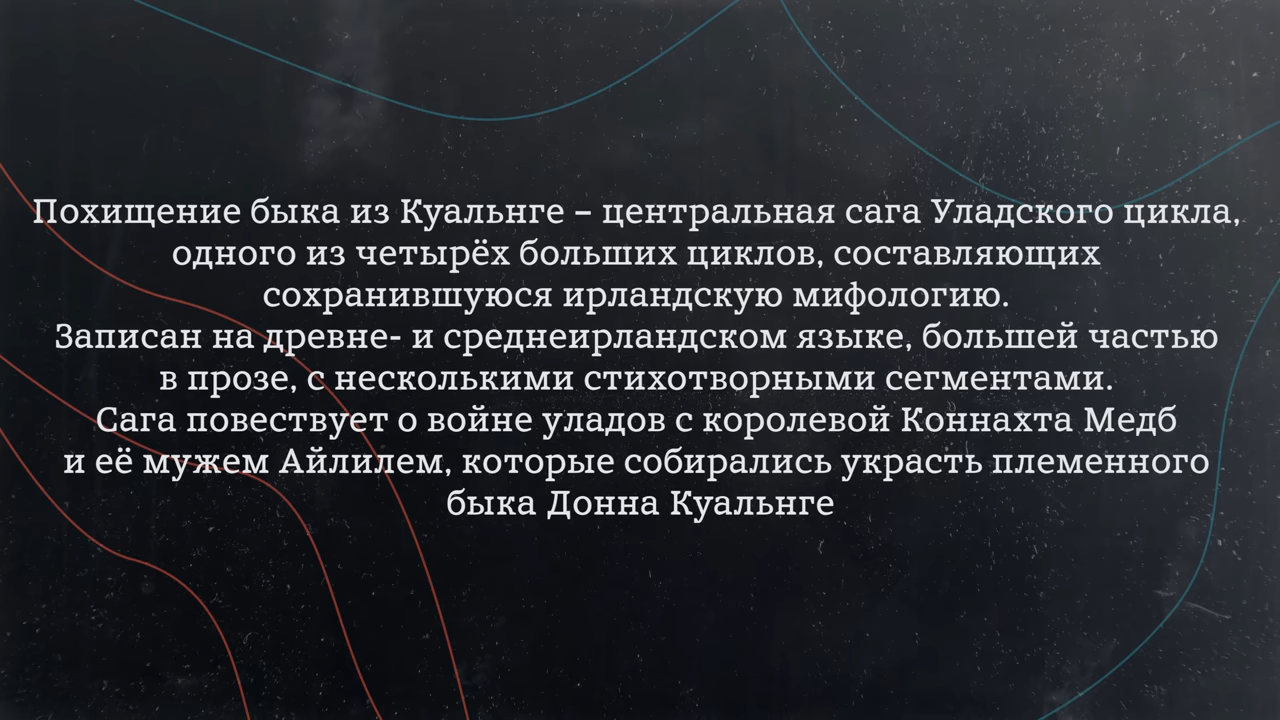 Похищение быка из Куальнге – центральная сага Уладского цикла,
одного из четырёх больших циклов, составляющих
сохранившуюся ирландскую мифологию.
Записан на древне- и среднеирландском языке, большей частью
в прозе, с несколькими стихотворными сегментами.
Сага повествует о войне уладов с королевой Коннахта Медб
и её мужем Айлилем, которые собирались украсть племенного
быка Донна Куальнге